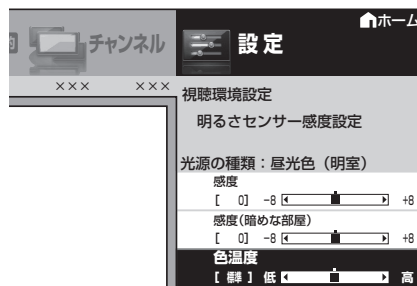 チャンネル
設定
ホーム
××× ×××
視聴環境設定
明るさセンサー感度設定
光源の種類：昼光色（明室）
感度
[ 0] -8 +8
感度(暗めな部屋)
[ 0] -8 +8
色温度
[ 標準 ] 低 高